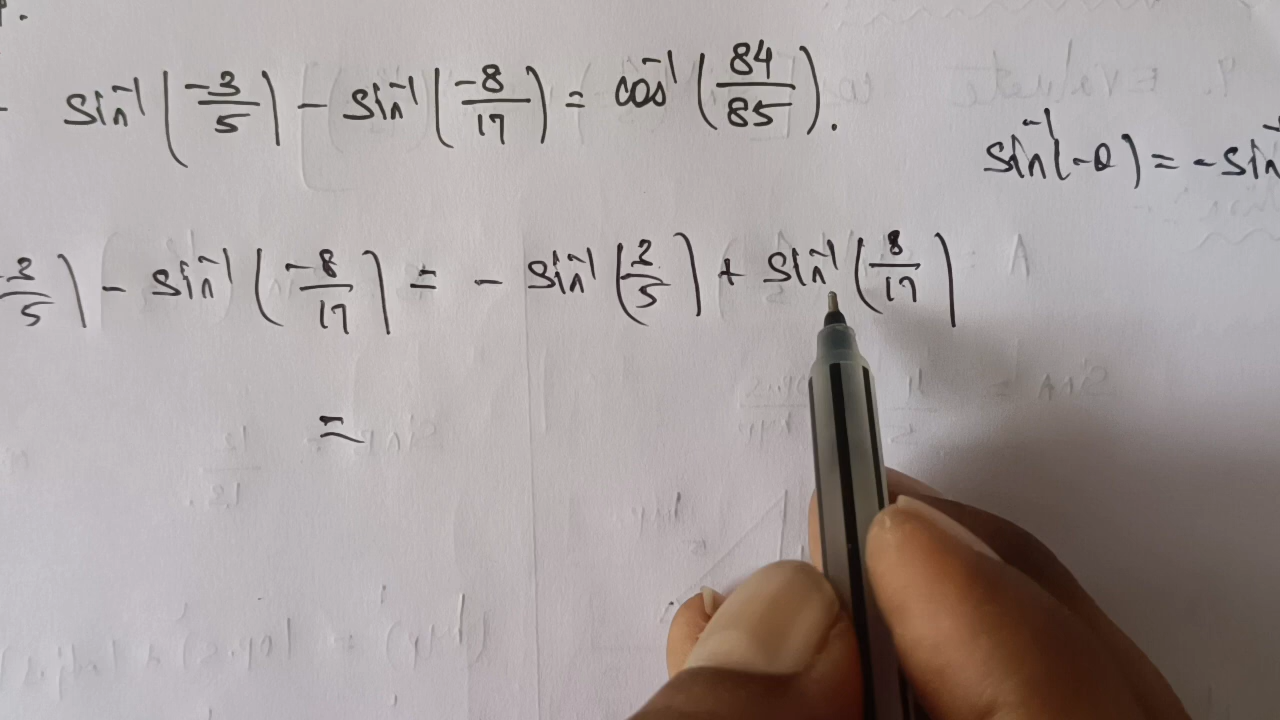 - sin⁻¹(-3/5) - sin⁻¹(-8/17) = cos⁻¹(84/85).
sin⁻¹(-θ) = -sin⁻
3/5) - sin⁻¹(-8/17) = - sin⁻¹(3/5) + sin⁻¹(8/17)
=